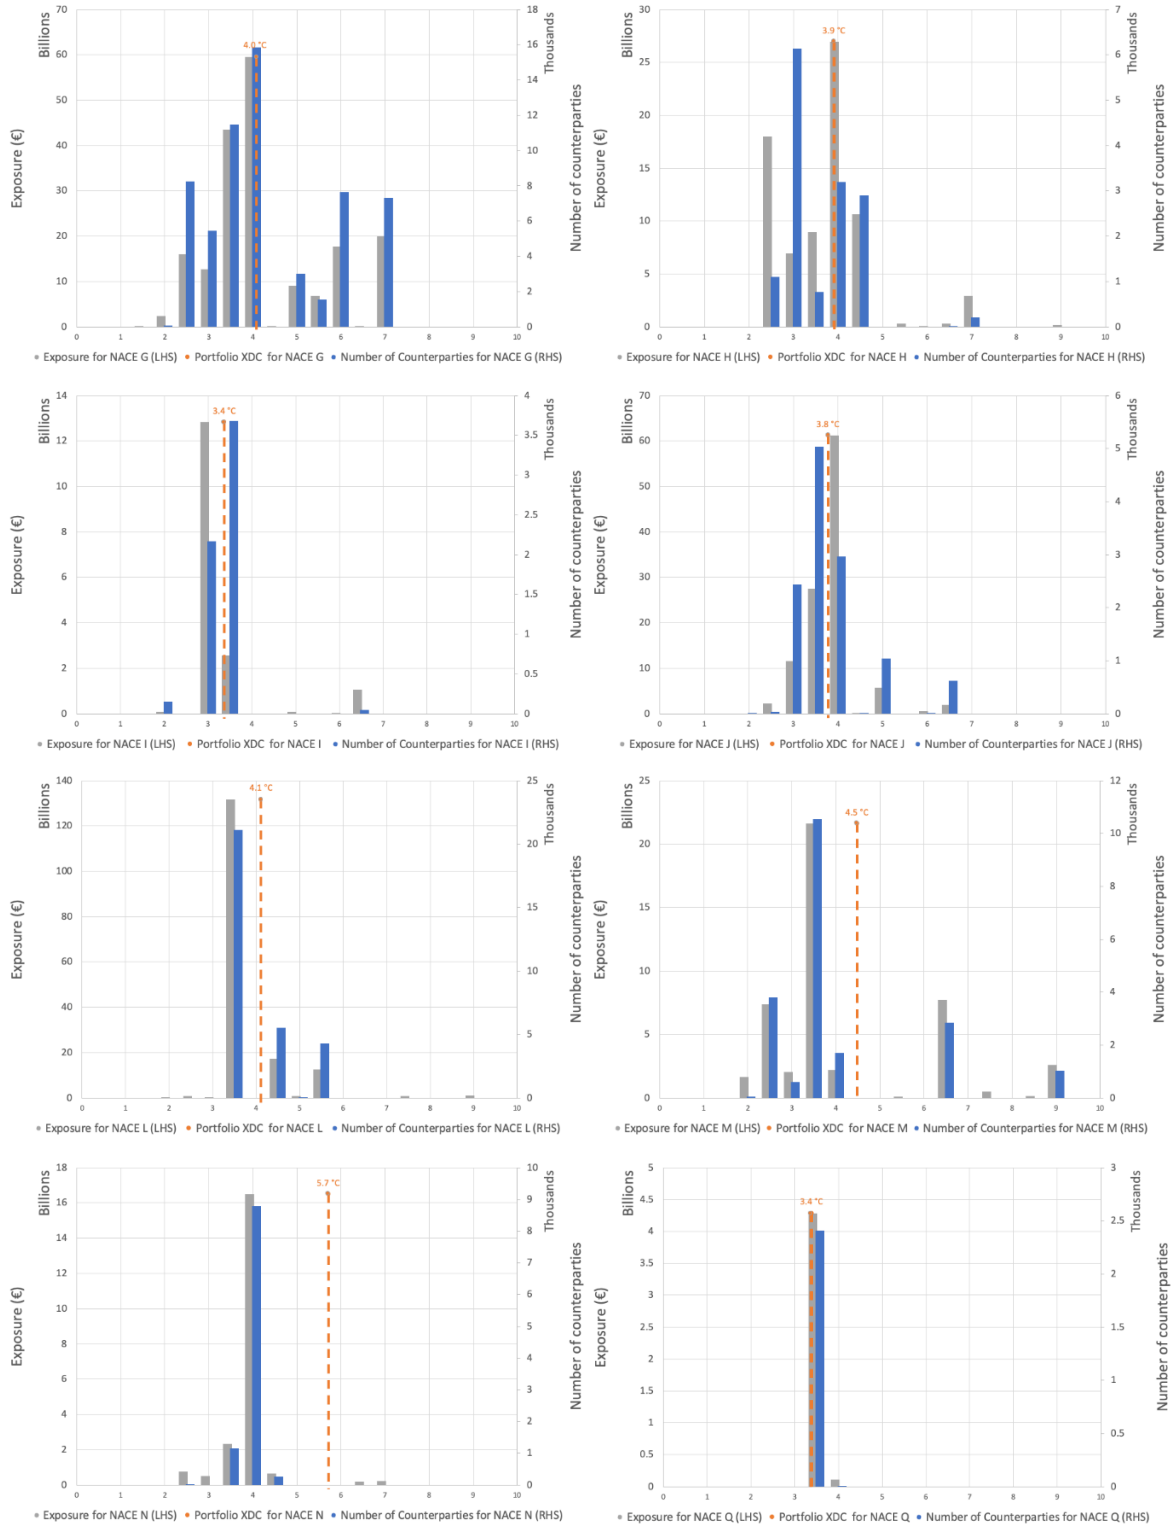 Billions
Thousands
Exposure (€)
Number of counterparties
70
60
50
40
30
20
10
0
18
16
14
12
10
8
6
4
2
0
4.0 °C
0 1 2 3 4 5 6 7 8 9 10
Exposure for NACE G (LHS) Portfolio XDC for NACE G Number of Counterparties for NACE G (RHS)
Billions
Thousands
Exposure (€)
Number of counterparties
30
25
20
15
10
5
0
7
6
5
4
3
2
1
0
3.9 °C
0 1 2 3 4 5 6 7 8 9 10
Exposure for NACE H (LHS) Portfolio XDC for NACE H Number of Counterparties for NACE H (RHS)
Billions
Thousands
Exposure (€)
Number of counterparties
14
12
10
8
6
4
2
0
4
3.5
3
2.5
2
1.5
1
0.5
0
3.4 °C
0 1 2 3 4 5 6 7 8 9 10
Exposure for NACE I (LHS) Portfolio XDC for NACE I Number of Counterparties for NACE I (RHS)
Billions
Thousands
Exposure (€)
Number of counterparties
70
60
50
40
30
20
10
0
6
5
4
3
2
1
0
3.8 °C
0 1 2 3 4 5 6 7 8 9 10
Exposure for NACE J (LHS) Portfolio XDC for NACE J Number of Counterparties for NACE J (RHS)
Billions
Thousands
Exposure (€)
Number of counterparties
140
120
100
80
60
40
20
0
25
20
15
10
5
0
4.1 °C
0 1 2 3 4 5 6 7 8 9 10
Exposure for NACE L (LHS) Portfolio XDC for NACE L Number of Counterparties for NACE L (RHS)
Billions
Thousands
Exposure (€)
Number of counterparties
25
20
15
10
5
0
12
10
8
6
4
2
0
4.5 °C
0 1 2 3 4 5 6 7 8 9 10
Exposure for NACE M (LHS) Portfolio XDC for NACE M Number of Counterparties for NACE M (RHS)
Billions
Thousands
Exposure (€)
Number of counterparties
18
16
14
12
10
8
6
4
2
0
10
9
8
7
6
5
4
3
2
1
0
5.7 °C
0 1 2 3 4 5 6 7 8 9 10
Exposure for NACE N (LHS) Portfolio XDC for NACE N Number of Counterparties for NACE N (RHS)
Billions
Thousands
Exposure (€)
Number of counterparties
5
4.5
4
3.5
3
2.5
2
1.5
1
0.5
0
3
2.5
2
1.5
1
0.5
0
3.4 °C
0 1 2 3 4 5 6 7 8 9 10
Exposure for NACE Q (LHS) Portfolio XDC for NACE Q Number of Counterparties for NACE Q (RHS)